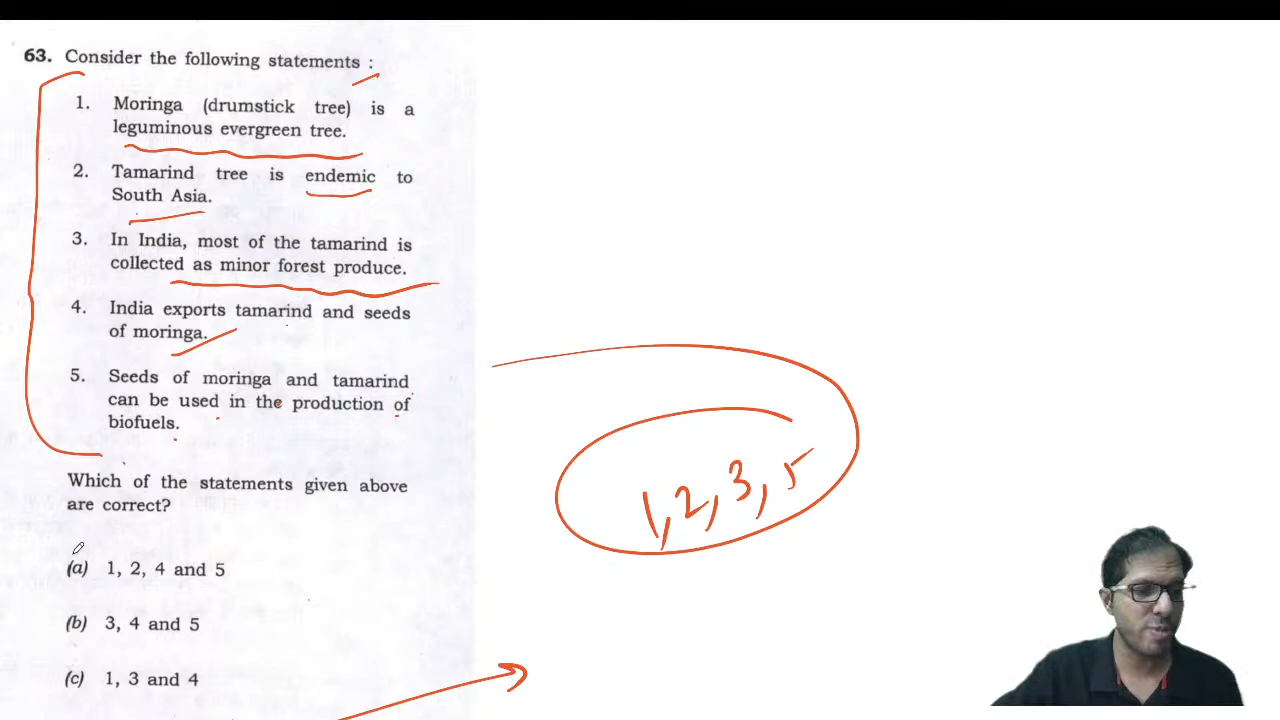 63. Consider the following statements :
1. Moringa (drumstick tree) is a
leguminous evergreen tree.
2. Tamarind tree is endemic to
South Asia.
3. In India, most of the tamarind is
collected as minor forest produce.
4. India exports tamarind and seeds
of moringa.
5. Seeds of moringa and tamarind
can be used in the production of
biofuels.
Which of the statements given above
are correct?
(a) 1, 2, 4 and 5
(b) 3, 4 and 5
(c) 1, 3 and 4
1, 2, 3, 5